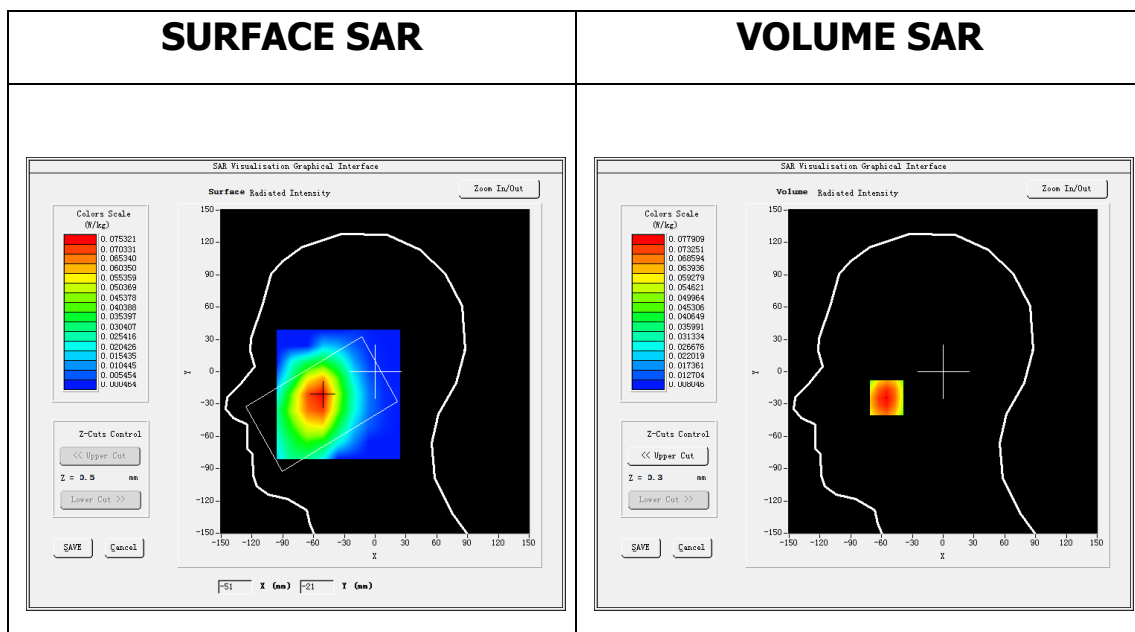 SURFACE SAR
VOLUME SAR
SAR Visualisation Graphical Interface
Surface Radiated Intensity
Zoom In/Out
Colors Scale
(W/kg)
0.075321
0.070331
0.065340
0.060350
0.055359
0.050369
0.045378
0.040388
0.035397
0.030407
0.025416
0.020426
0.015435
0.010445
0.005454
0.000464
Z-Cuts Control
<< Upper Cut
Z = 0.5 mm
Lower Cut >>
SAVE
Cancel
150
120
90
60
30
0
-30
-60
-90
-120
-150
Y
-150 -120 -90 -60 -30 0 30 60 90 120 150
X
-51 X (mm) -21 Y (mm)
SAR Visualisation Graphical Interface
Volume Radiated Intensity
Zoom In/Out
Colors Scale
(W/kg)
0.077909
0.073251
0.068594
0.063936
0.059279
0.054621
0.049964
0.045306
0.040649
0.035991
0.031334
0.026676
0.022019
0.017361
0.012704
0.008046
Z-Cuts Control
<< Upper Cut
Z = 0.3 mm
Lower Cut >>
SAVE
Cancel
150
120
90
60
30
0
-30
-60
-90
-120
-150
Y
-150 -120 -90 -60 -30 0 30 60 90 120 150
X